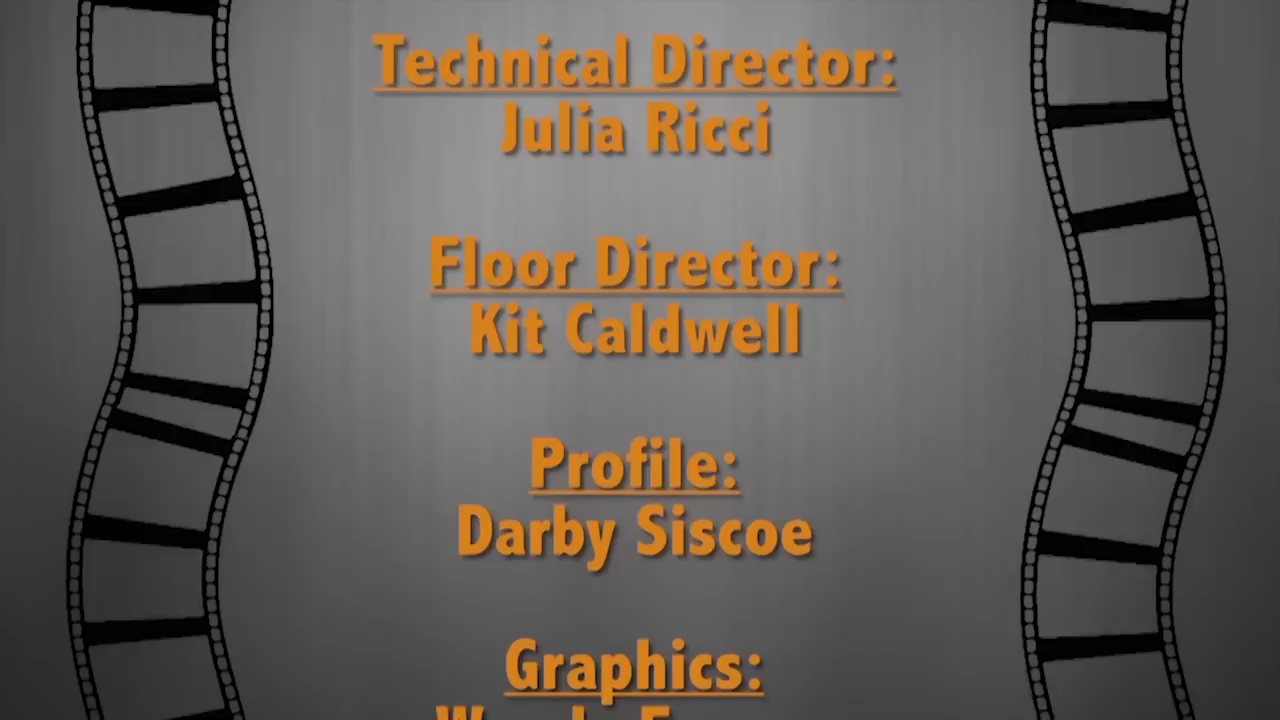 Technical Director:
Julia Ricci
Floor Director:
Kit Caldwell
Profile:
Darby Siscoe
Graphics: